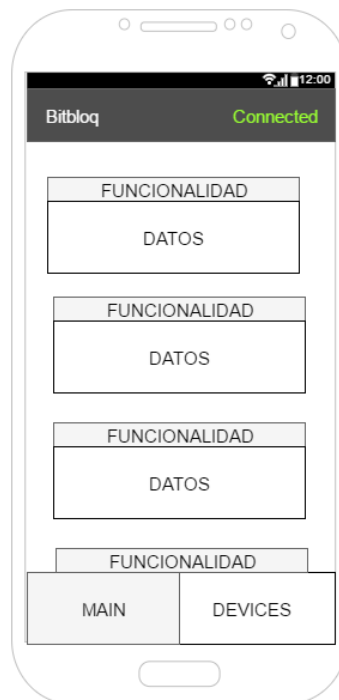 12:00
Bitbloq Connected
FUNCIONALIDAD
DATOS
FUNCIONALIDAD
DATOS
FUNCIONALIDAD
DATOS
FUNCIONALIDAD
MAIN DEVICES